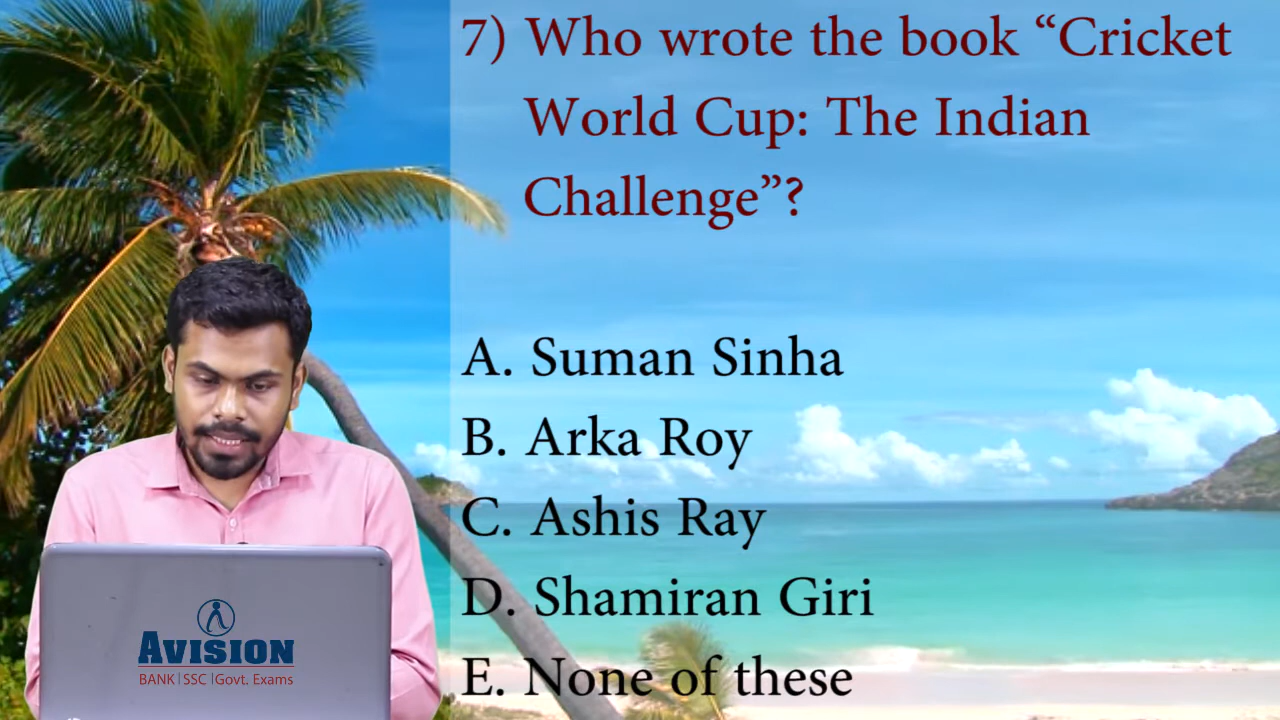 7) Who wrote the book “Cricket
World Cup: The Indian
Challenge”?
A. Suman Sinha
B. Arka Roy
C. Ashis Ray
D. Shamiran Giri
E. None of these
AVISION
BANK|SSC|Govt. Exams